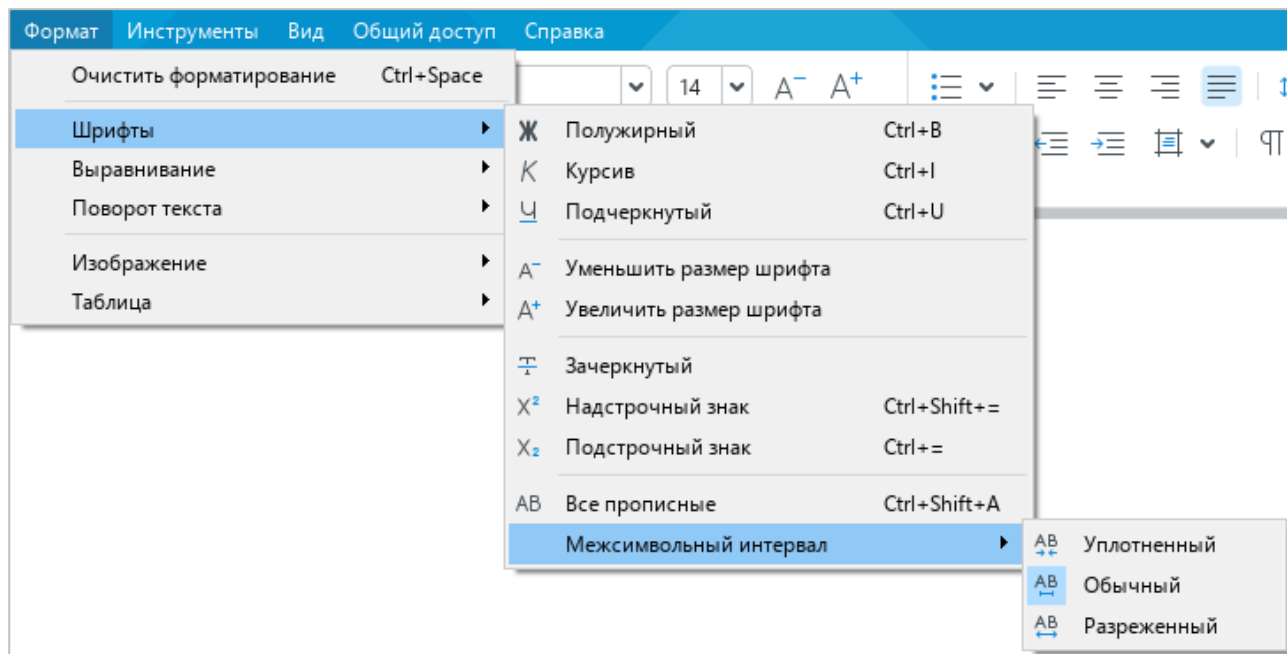 Формат Инструменты Вид Общий доступ Справка
Очистить форматирование Ctrl+Space
14 A⁻ A⁺
Шрифты
Выравнивание
Поворот текста
Изображение
Таблица
Ж Полужирный Ctrl+B
К Курсив Ctrl+I
Ч Подчеркнутый Ctrl+U
A⁻ Уменьшить размер шрифта
A⁺ Увеличить размер шрифта
Т Зачеркнутый
X² Надстрочный знак Ctrl+Shift+=
X₂ Подстрочный знак Ctrl+=
AB Все прописные Ctrl+Shift+A
Межсимвольный интервал
AB Уплотненный
AB Обычный
AB Разреженный